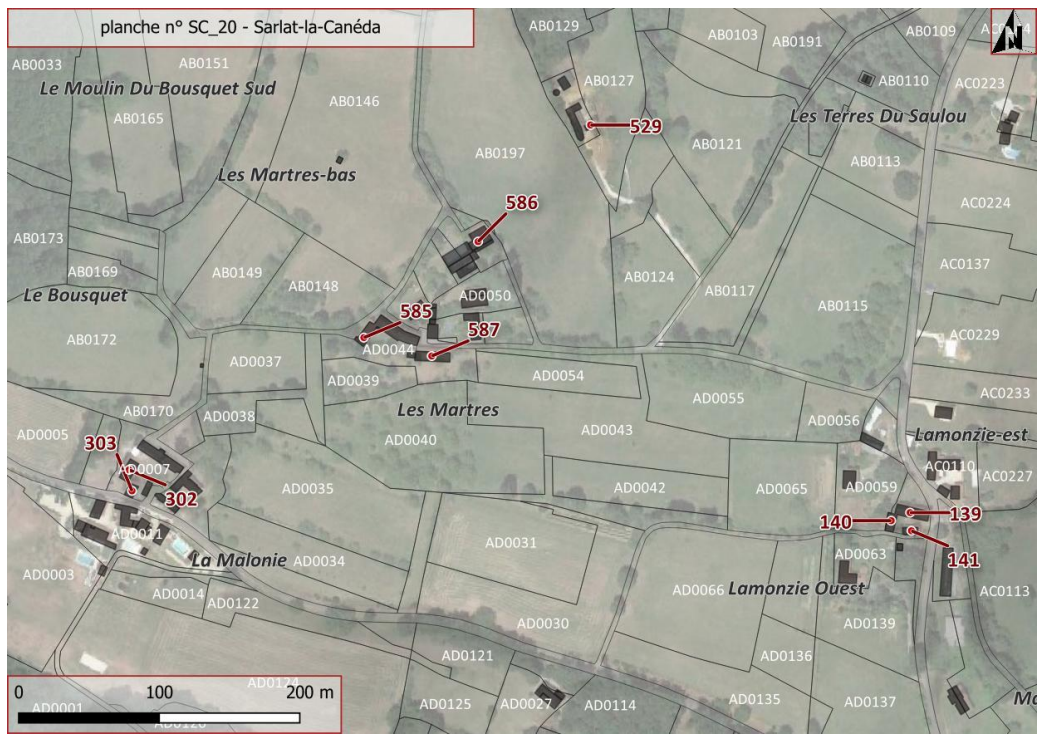 planche n° SC_20 - Sarlat-la-Canéda
AB0129
AB0103
AB0191
AB0109
N
AB0033
AB0151
Le Moulin Du Bousquet Sud
AB0146
AB0127
AB0110
AC0223
AB0165
Les Terres Du Saulou
529
AB0121
AB0197
AB0113
Les Martres-bas
586
AC0224
AB0173
AB0169
AB0149
AB0148
AB0124
AB0117
AC0137
Le Bousquet
AD0050
AB0115
585
587
AB0172
AC0229
AD0044
AD0037
AD0039
AD0054
AD0055
AC0233
AB0170
AD0038
Les Martres
AD0056
AD0005
AD0040
AD0043
Lamonzie-est
303
AD0007
AC0110
AC0227
302
AD0035
AD0042
AD0065
AD0059
139
140
AD0011
AD0031
141
La Malonie
AD0034
AD0063
AD0003
AD0014
AD0122
AD0066
Lamonzie Ouest
AC0113
AD0030
AD0139
AD0121
AD0136
AD0124
AD0125
AD0027
AD0114
AD0135
AD0137
0 100 200 m
AD0001